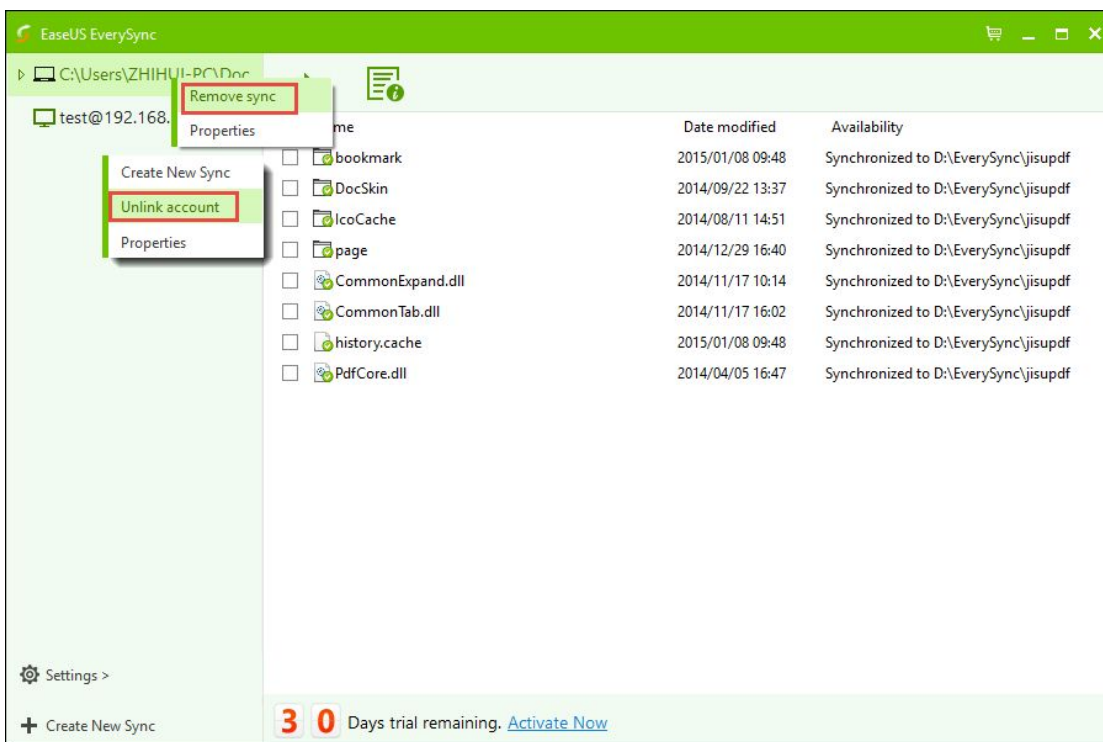 EaseUS EverySync
C:\Users\ZHIHUI-PC\Doc
Remove sync
Properties
test@192.168.
Create New Sync
Unlink account
Properties
me Date modified Availability
bookmark 2015/01/08 09:48 Synchronized to D:\EverySync\jisupdf
DocSkin 2014/09/22 13:37 Synchronized to D:\EverySync\jisupdf
IcoCache 2014/08/11 14:51 Synchronized to D:\EverySync\jisupdf
page 2014/12/29 16:40 Synchronized to D:\EverySync\jisupdf
CommonExpand.dll 2014/11/17 10:14 Synchronized to D:\EverySync\jisupdf
CommonTab.dll 2014/11/17 16:02 Synchronized to D:\EverySync\jisupdf
history.cache 2015/01/08 09:48 Synchronized to D:\EverySync\jisupdf
PdfCore.dll 2014/04/05 16:47 Synchronized to D:\EverySync\jisupdf
Settings >
Create New Sync
30 Days trial remaining. Activate Now